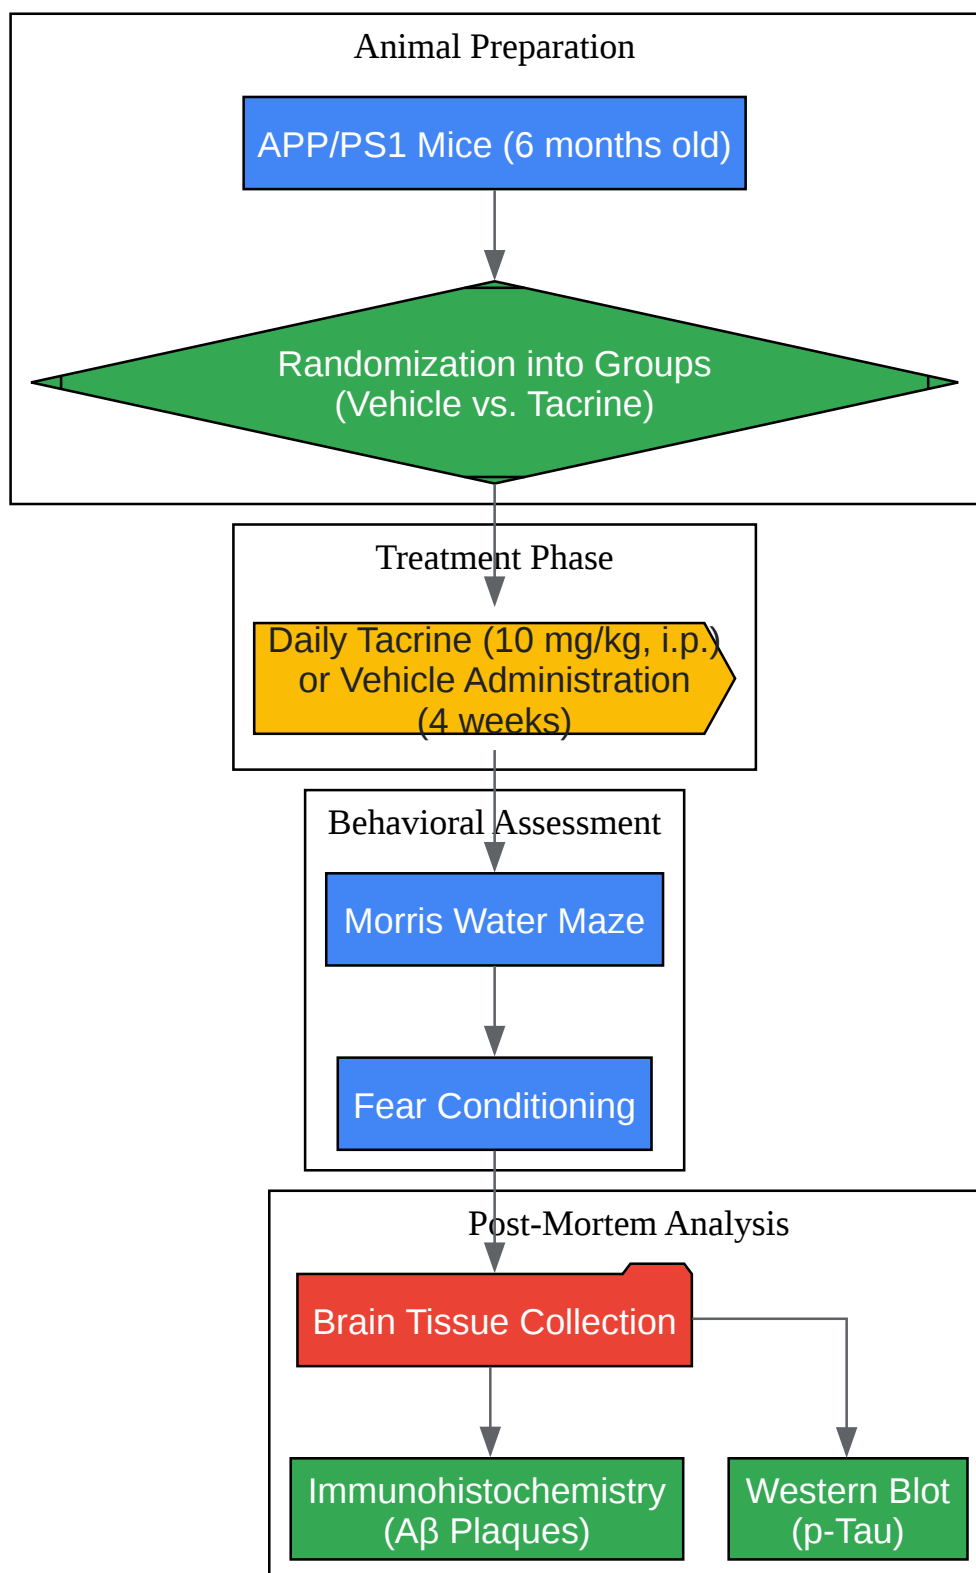 Animal Preparation
APP/PS1 Mice (6 months old)
Randomization into Groups
(Vehicle vs. Tacrine)
Treatment Phase
Daily Tacrine (10 mg/kg, i.p.)
or Vehicle Administration
(4 weeks)
Behavioral Assessment
Morris Water Maze
Fear Conditioning
Post-Mortem Analysis
Brain Tissue Collection
Immunohistochemistry
(Aβ Plaques)
Western Blot
(p-Tau)